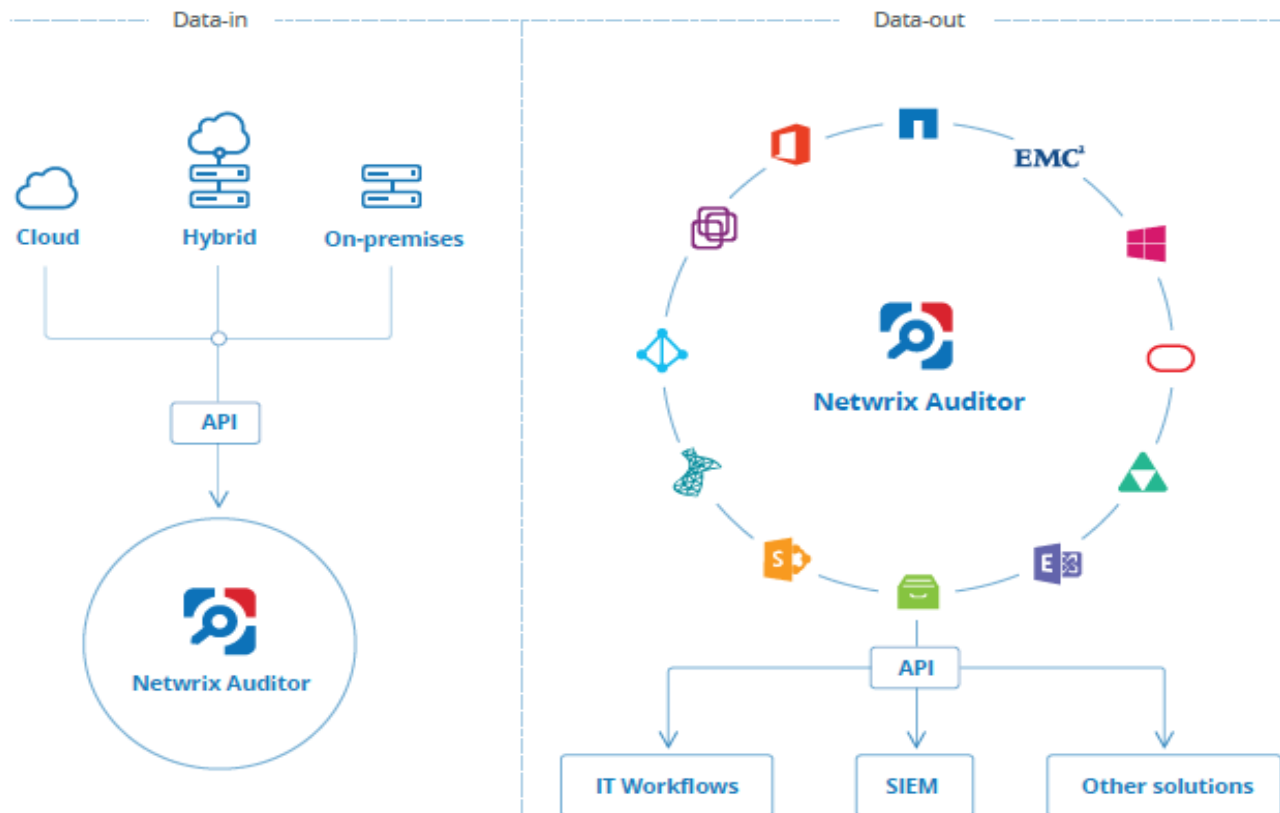 Data-in
Data-out
Cloud
Hybrid
On-premises
API
Netwrix Auditor
EMC²
S
E
Netwrix Auditor
API
IT Workflows
SIEM
Other solutions